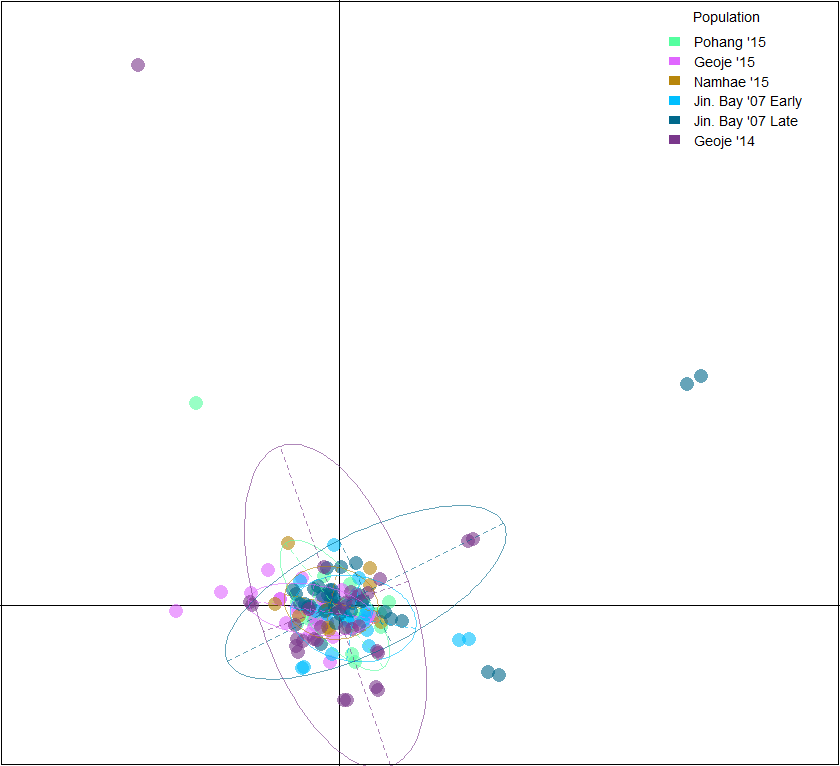 Population
Pohang '15
Geoje '15
Namhae '15
Jin. Bay '07 Early
Jin. Bay '07 Late
Geoje '14